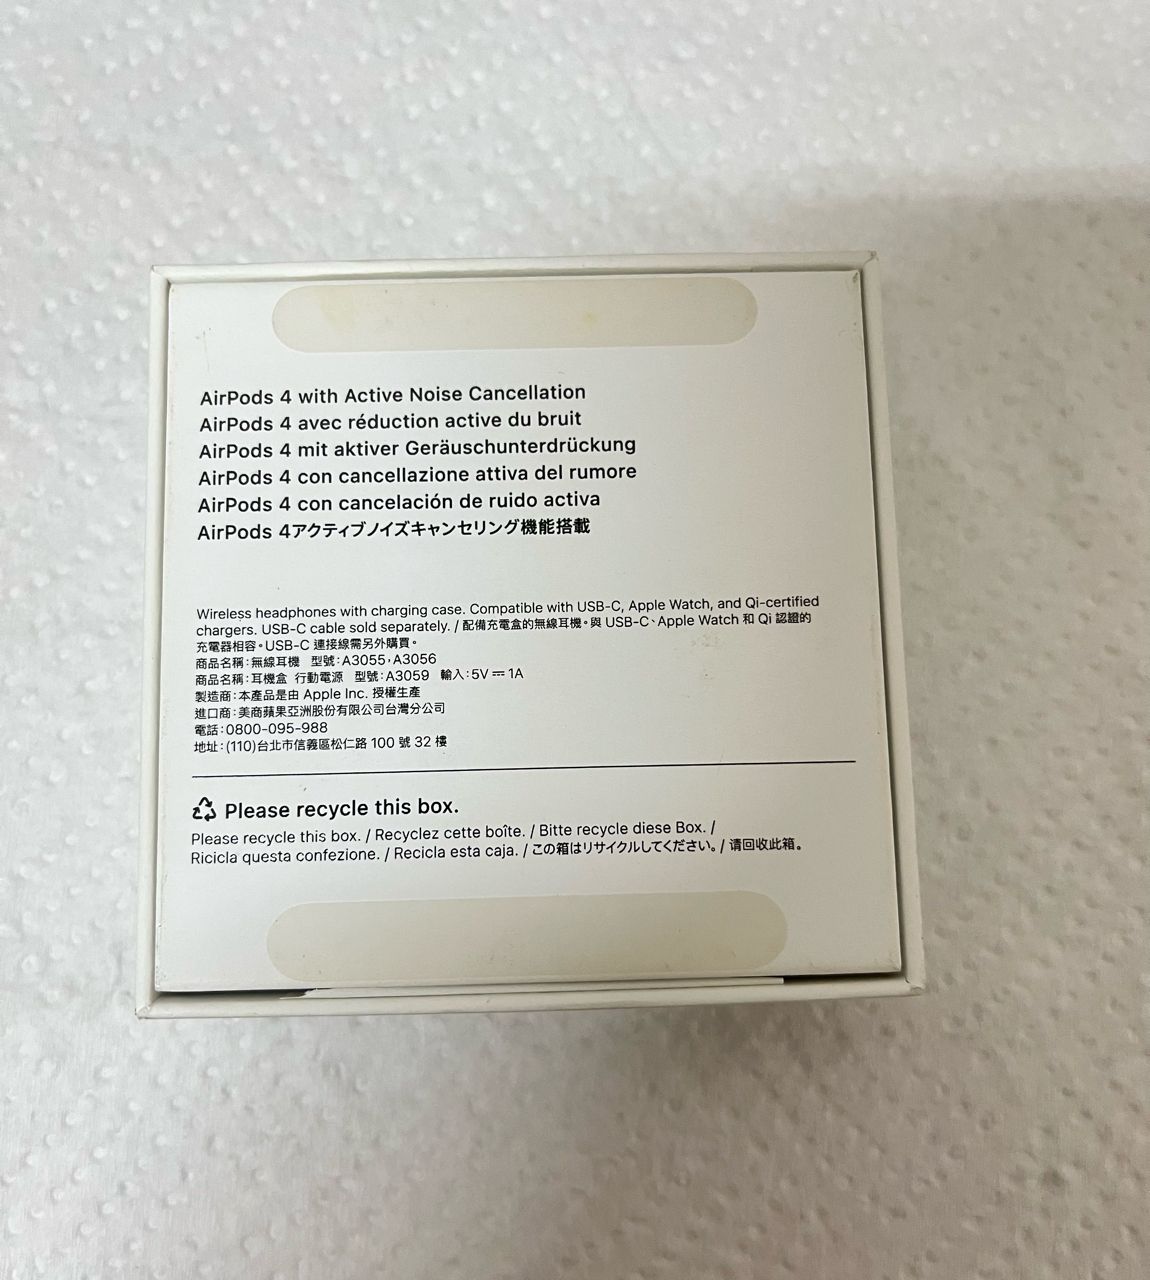 AirPods 4 with Active Noise Cancellation
AirPods 4 avec réduction active du bruit
AirPods 4 mit aktiver Geräuschunterdrückung
AirPods 4 con cancellazione attiva del rumore
AirPods 4 con cancelación de ruido activa
AirPods 4アクティブノイズキャンセリング機能搭載
Wireless headphones with charging case. Compatible with USB-C, Apple Watch, and Qi-certified
chargers. USB-C cable sold separately. / 配備充電盒的無線耳機。與 USB-C、Apple Watch 和 Qi 認證的
充電器相容。USB-C 連接線需另外購買。
商品名稱：無線耳機 型號：A3055，A3056
商品名稱：耳機盒 行動電源 型號：A3059 輸入：5V ⎓ 1A
製造商：本產品是由 Apple Inc. 授權生產
進口商：美商蘋果亞洲股份有限公司台灣分公司
電話：0800-095-988
地址：(110)台北市信義區松仁路 100 號 32 樓
Please recycle this box.
Please recycle this box. / Recyclez cette boîte. / Bitte recycle diese Box. /
Ricicla questa confezione. / Recicla esta caja. / この箱はリサイクルしてください。/ 请回收此箱。